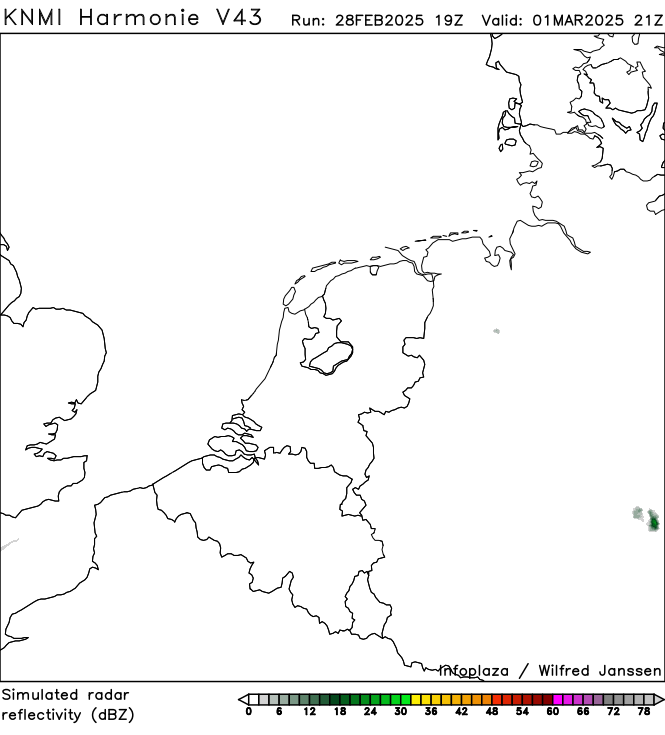 KNMI Harmonie V43 Run: 28FEB2025 19Z Valid: 01MAR2025 21Z
Infoplaza / Wilfred Janssen
Simulated radar
reflectivity (dBZ)
0 6 12 18 24 30 36 42 48 54 60 66 72 78